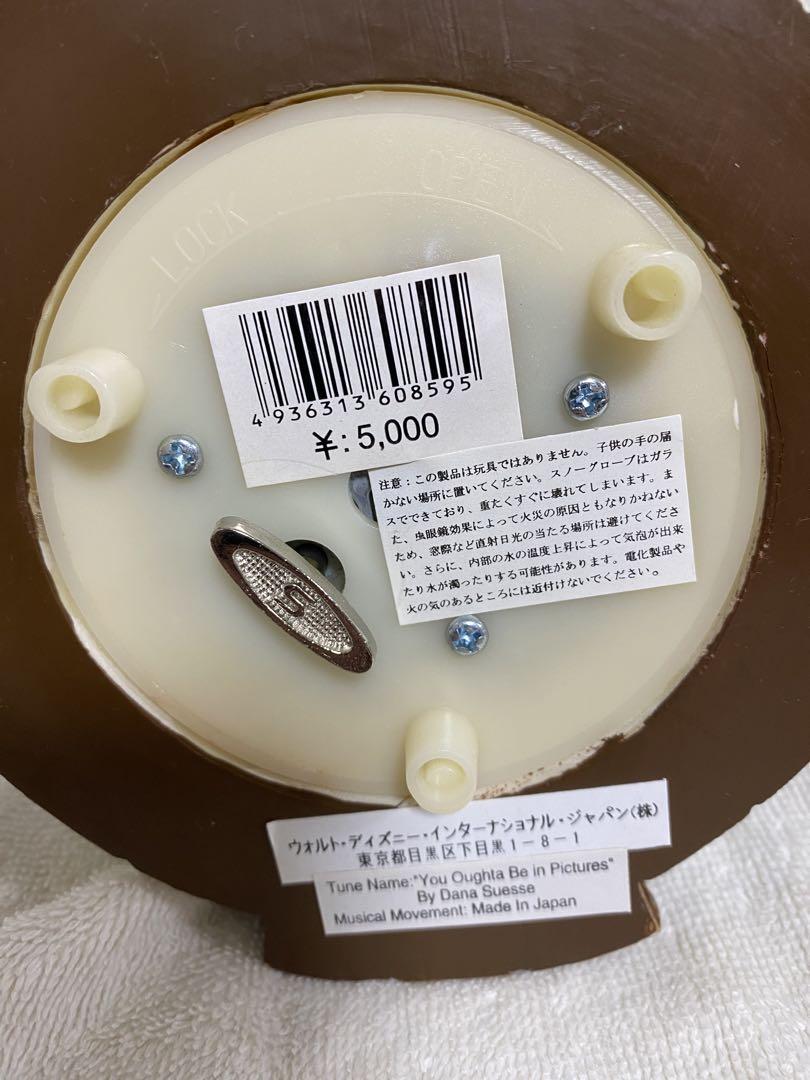 LOCK
OPEN
4 936313 608595
¥: 5,000
注意：この製品は玩具ではありません。子供の手の届
かない場所に置いてください。スノーグローブはガラ
スでできており、重たくすぐに壊れてしまいます。ま
た、虫眼鏡効果によって火災の原因ともなりかねない
ため、窓際など直射日光の当たる場所は避けてくださ
い。さらに、内部の水の温度上昇によって気泡が出来
たり水が濁ったりする可能性があります。電化製品や
火の気のあるところには近付けないでください。
S
ウォルト・ディズニー・インターナショナル・ジャパン(株)
東京都目黒区下目黒1-8-1
Tune Name:"You Oughta Be in Pictures"
By Dana Suesse
Musical Movement: Made In Japan